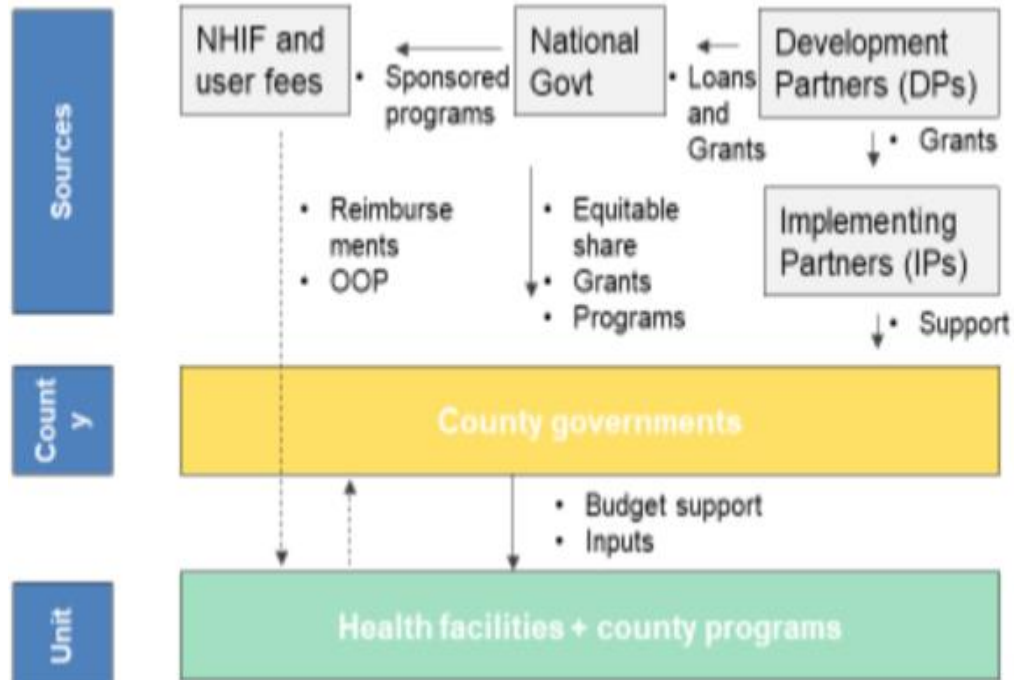 Sources
NHIF and
user fees
• Sponsored
programs
National
Govt
• Loans
and
Grants
Development
Partners (DPs)
• Grants
Implementing
Partners (IPs)
• Support
• Reimburse
ments
• OOP
• Equitable
share
• Grants
• Programs
Count
y
County governments
• Budget support
• Inputs
Unit
Health facilities + county programs